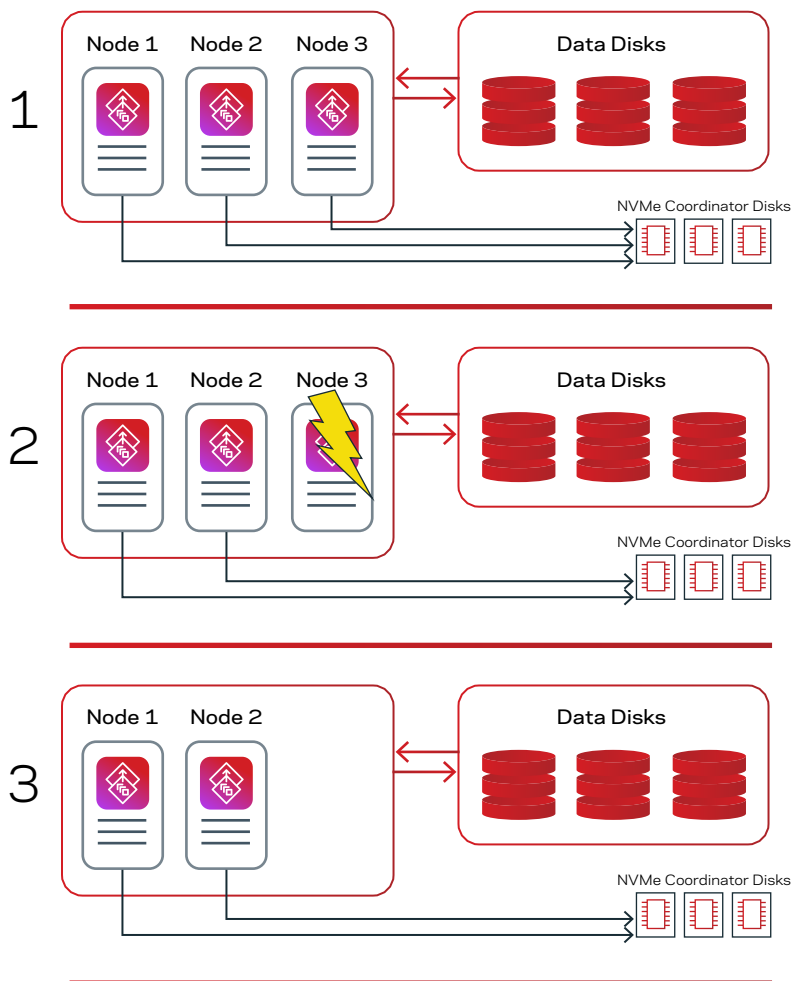 1
Node 1 Node 2 Node 3
Data Disks
NVMe Coordinator Disks
2
Node 1 Node 2 Node 3
Data Disks
NVMe Coordinator Disks
3
Node 1 Node 2
Data Disks
NVMe Coordinator Disks